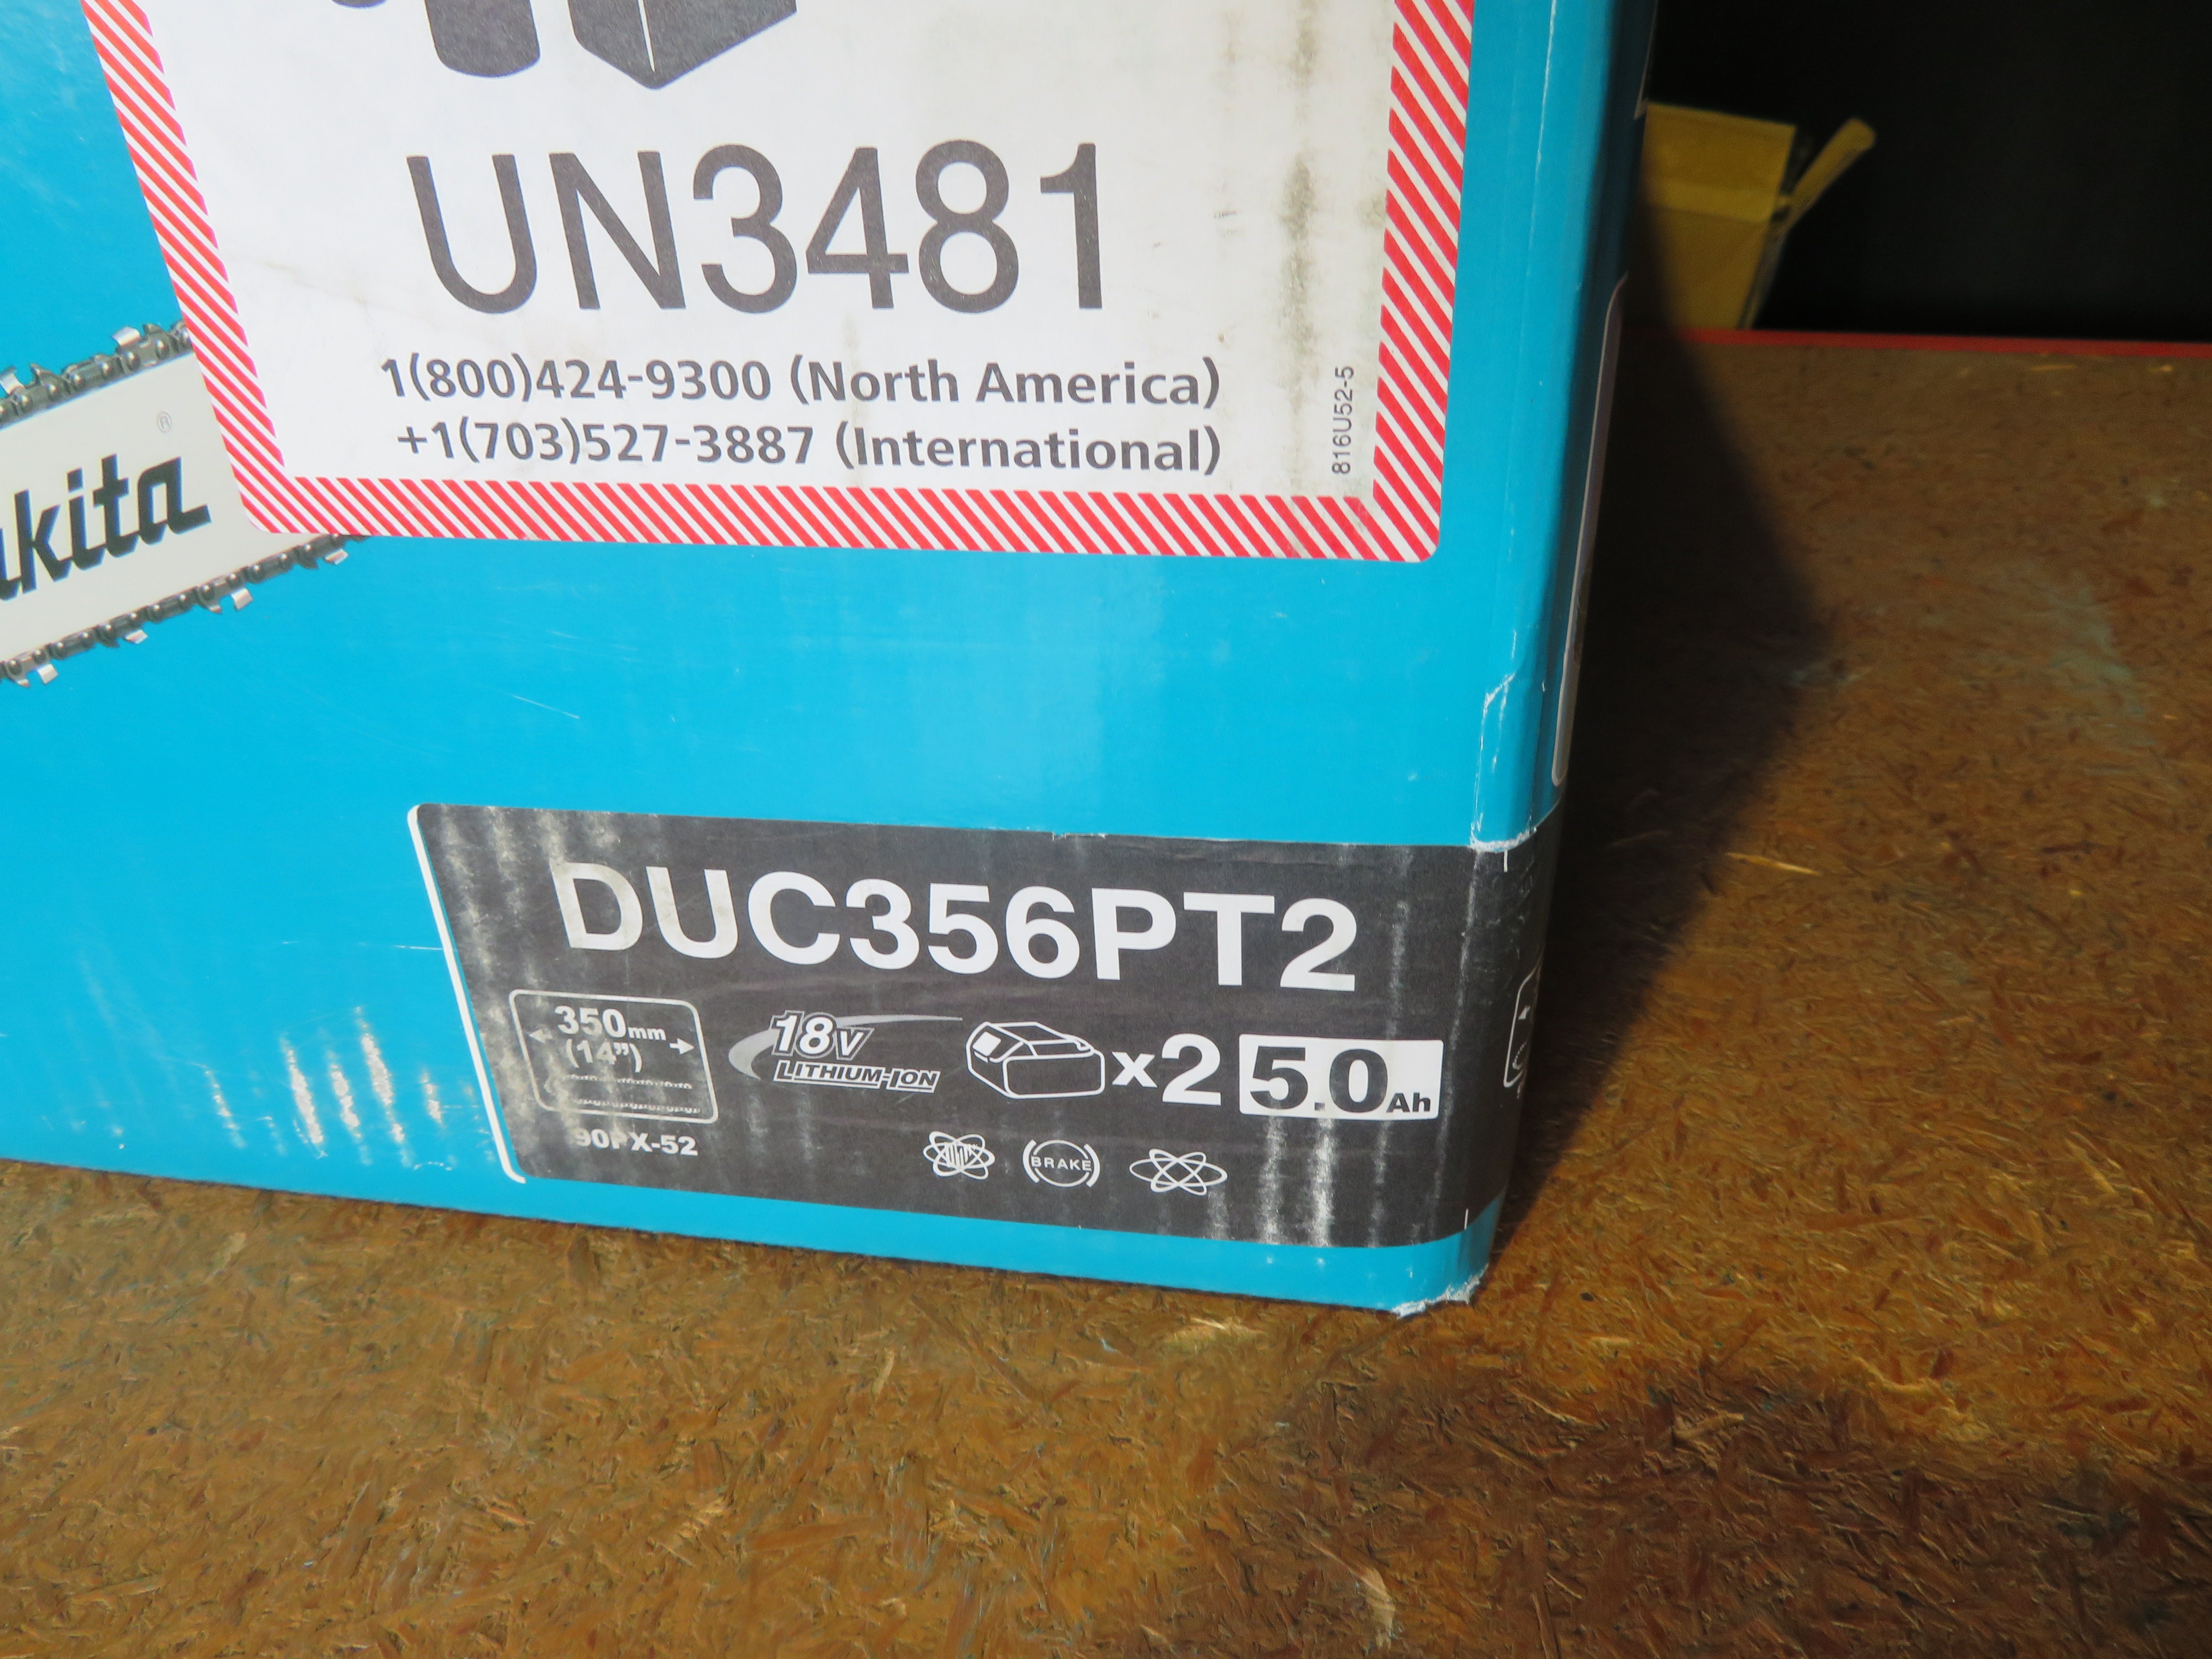 UN3481
1(800)424-9300 (North America)
+1(703)527-3887 (International)
816U52-5
®
akita
DUC356PT2
350mm
(14")
90PX-52
18V
LITHIUM-ION
x2
5.0Ah
BRAKE